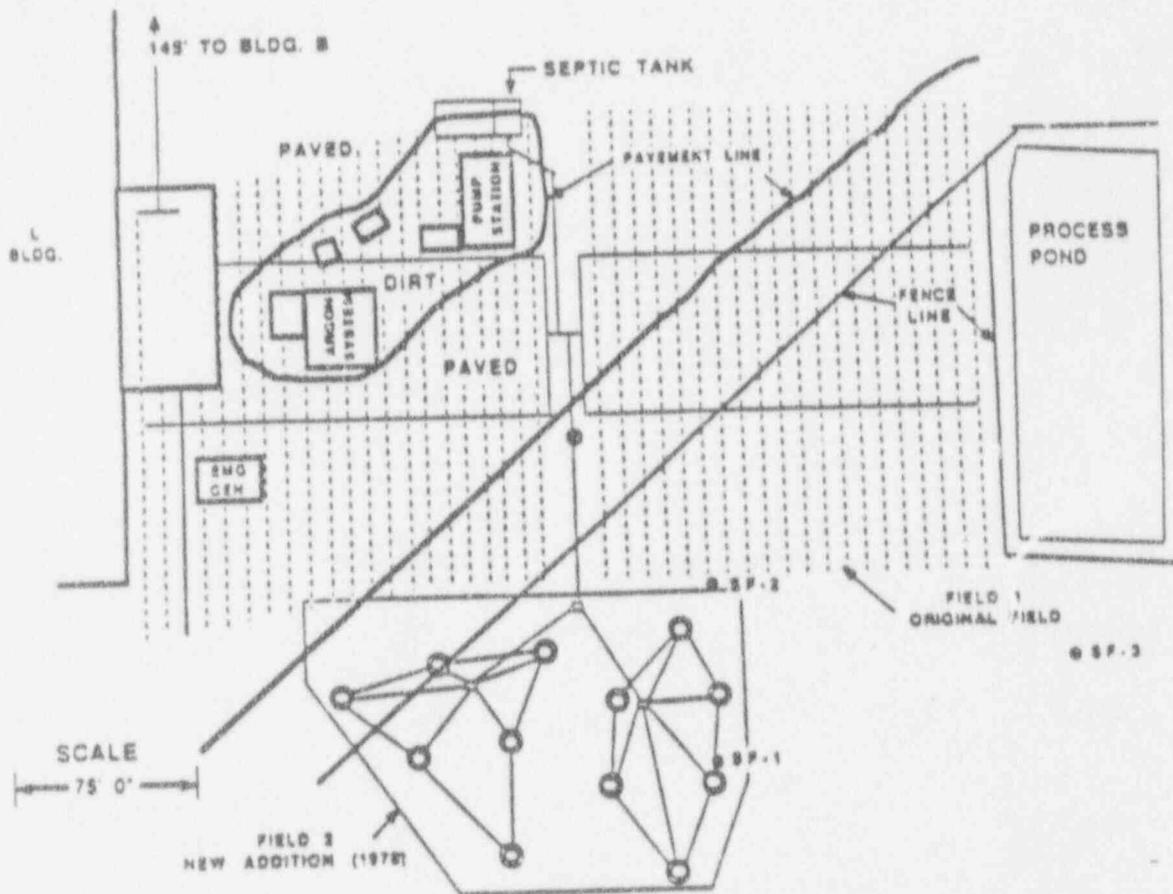 145' TO BLDG. B
SEPTIC TANK
PAVED
PAVEMENT LINE
PUMP
STATION
L
BLDG.
PROCESS
POND
DIRT
FENCE
LINE
ARGON
SYSTEM
PAVED
EMG
GEN
SF-2
FIELD 1
ORIGINAL FIELD
SF-3
SCALE
75' 0"
SF-1
FIELD 2
NEW ADDITION (1978)